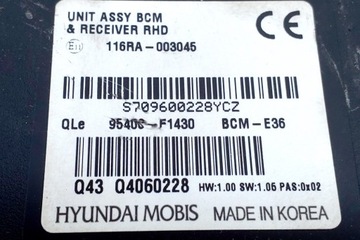 UNIT ASSY BCM
& RECEIVER RHD
CE
116RA-003045
S709600228YCZ
QLe 95400-F1430 BCM-E36
Q43 Q4060228 HW:1.00 SW:1.05 PAS:0x02
HYUNDAI MOBIS MADE IN KOREA